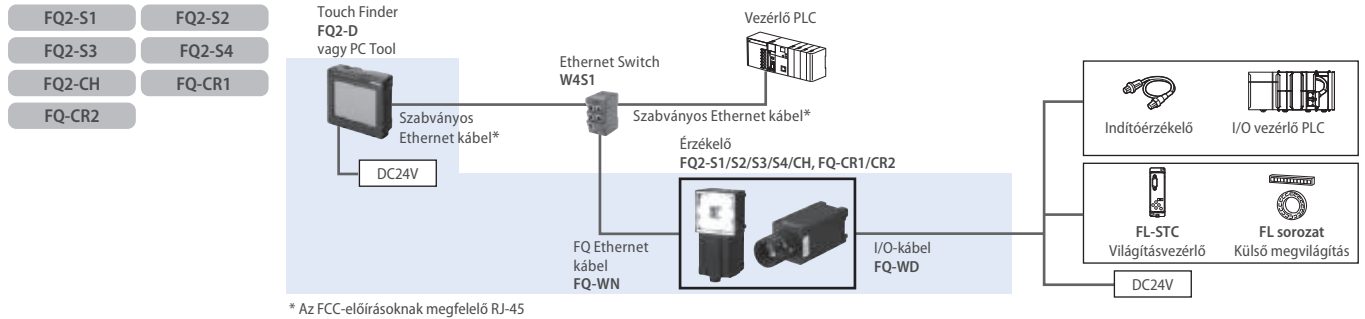 FQ2-S1
FQ2-S2
FQ2-S3
FQ2-S4
FQ2-CH
FQ-CR1
FQ-CR2
Touch Finder
FQ2-D
vagy PC Tool
Szabványos
Ethernet kábel*
DC24V
Ethernet Switch
W4S1
Vezérlő PLC
Szabványos Ethernet kábel*
Érzékelő
FQ2-S1/S2/S3/S4/CH, FQ-CR1/CR2
FQ Ethernet
kábel
FQ-WN
I/O-kábel
FQ-WD
Indítóérzékelő
I/O vezérlő PLC
FL-STC
Világításvezérlő
FL sorozat
Külső megvilágítás
DC24V
* Az FCC-előírásoknak megfelelő RJ-45